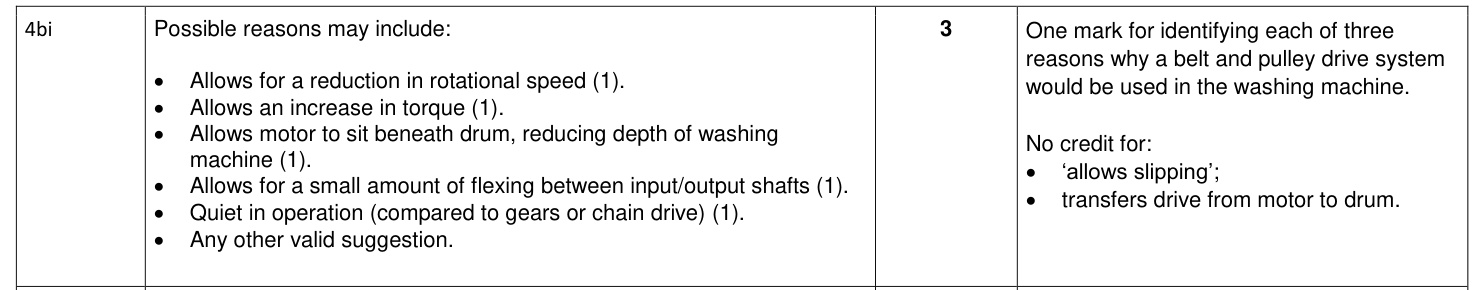 4bi
Possible reasons may include:
• Allows for a reduction in rotational speed (1).
• Allows an increase in torque (1).
• Allows motor to sit beneath drum, reducing depth of washing
machine (1).
• Allows for a small amount of flexing between input/output shafts (1).
• Quiet in operation (compared to gears or chain drive) (1).
• Any other valid suggestion.
3
One mark for identifying each of three
reasons why a belt and pulley drive system
would be used in the washing machine.
No credit for:
• ‘allows slipping’;
• transfers drive from motor to drum.